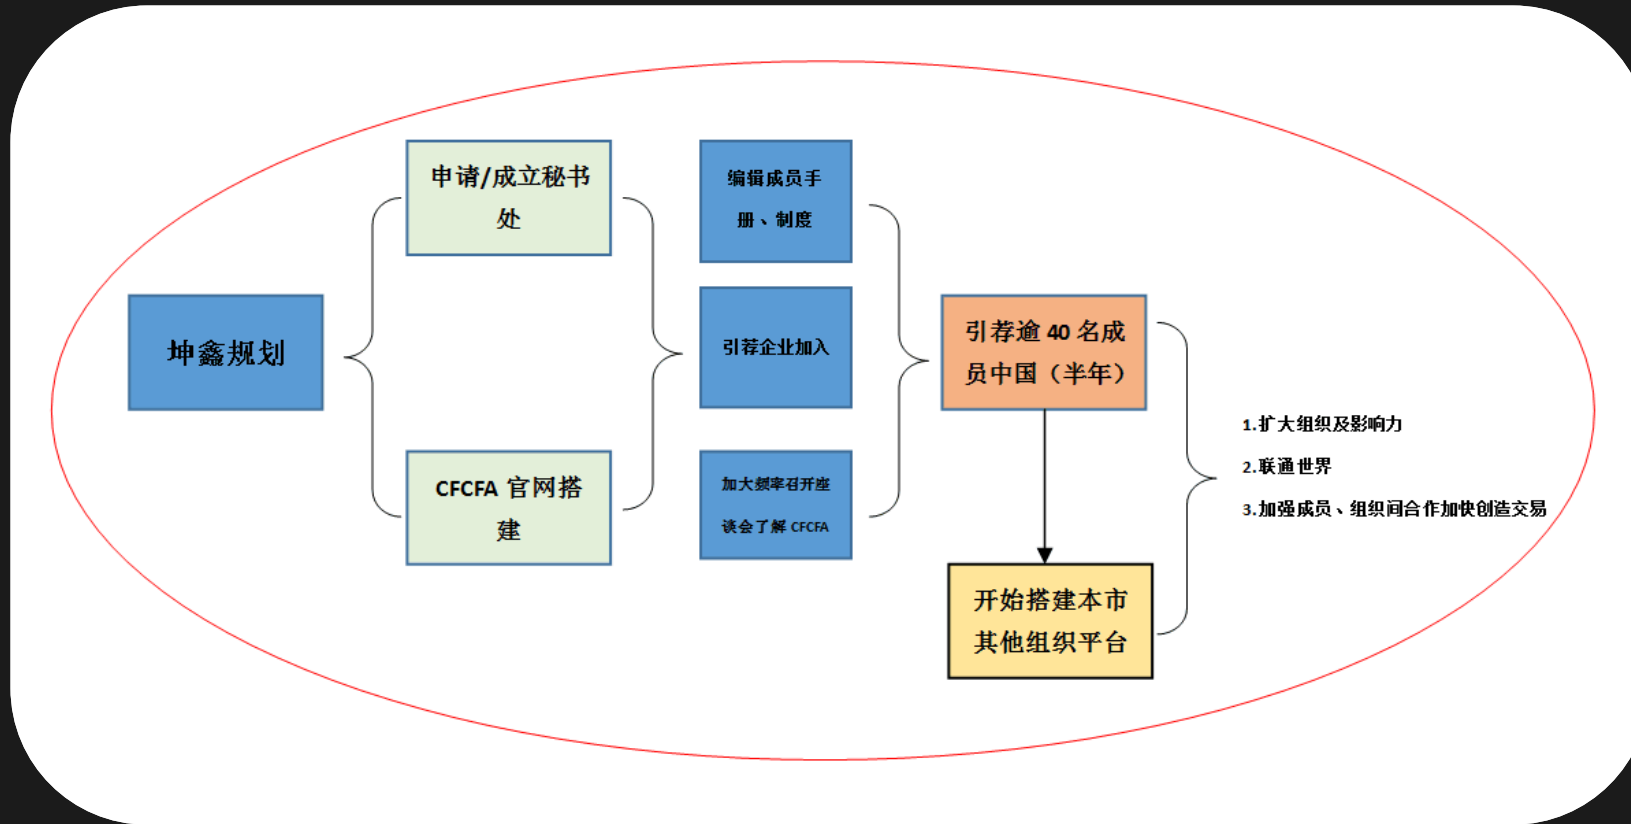 坤鑫规划
申请/成立秘书
处
CFCFA 官网搭
建
编辑成员手
册、制度
引荐企业加入
加大频率召开座
谈会了解 CFCFA
引荐逾 40 名成
员中国（半年）
开始搭建本市
其他组织平台
1.扩大组织及影响力
2.联通世界
3.加强成员、组织间合作加快创造交易